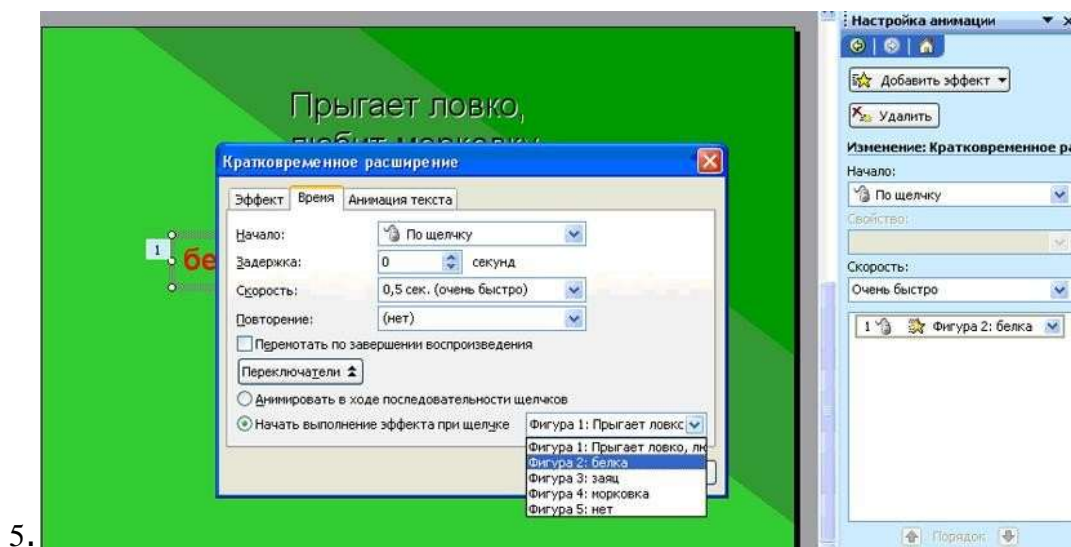 Настройка анимации
Добавить эффект
Удалить
Изменение: Кратковременное ра
Начало:
По щелчку
Свойство:
Скорость:
Очень быстро
1 Фигура 2: белка
Порядок
Прыгает ловко,
любит морковку
1 бе
Кратковременное расширение
Эффект Время Анимация текста
Начало: По щелчку
Задержка: 0 секунд
Скорость: 0,5 сек. (очень быстро)
Повторение: (нет)
Перемотать по завершении воспроизведения
Переключатели
Анимировать в ходе последовательности щелчков
Начать выполнение эффекта при щелчке Фигура 1: Прыгает ловкс
Фигура 1: Прыгает ловко, лю
Фигура 2: белка
Фигура 3: заяц
Фигура 4: морковка
Фигура 5: нет
5.